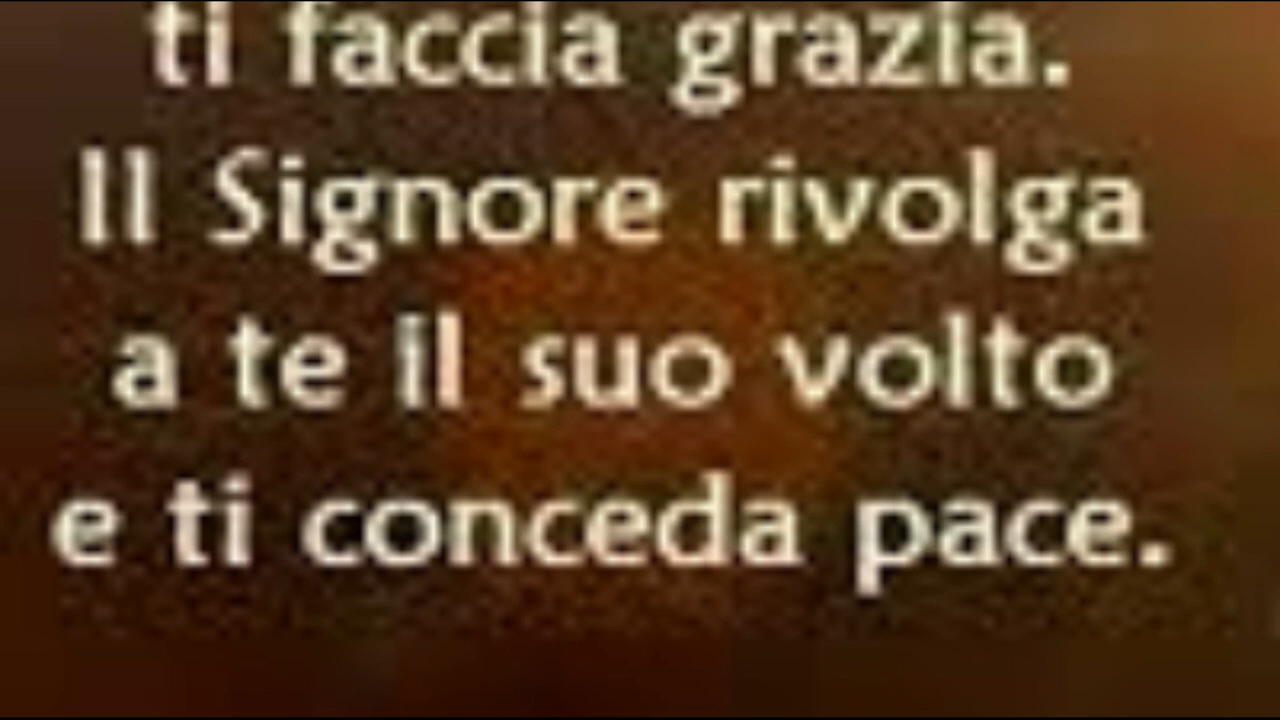 ti faccia grazia.
Il Signore rivolga
a te il suo volto
e ti conceda pace.